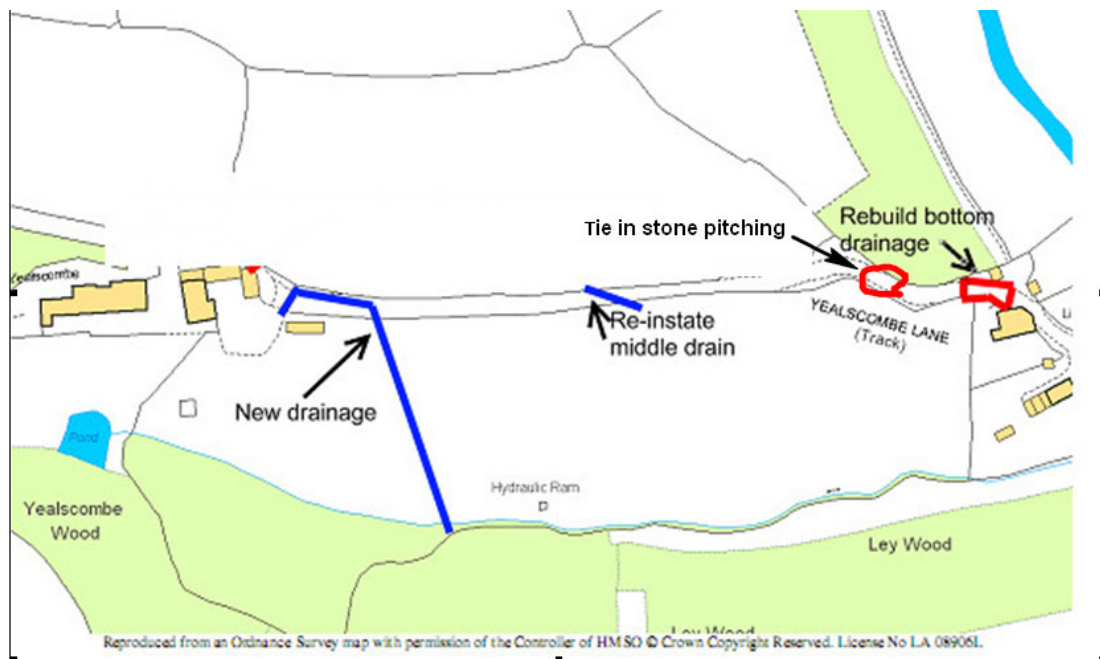 Rebuild bottom
drainage
Tie in stone pitching
Yealscombe
YEALSCOMBE LANE
(Track)
Re-instate
middle drain
New drainage
Pond
Hydraulic Ram
Yealscombe
Wood
Ley Wood
Ley Wood
Reproduced from an Ordnance Survey map with permission of the Controller of HMSO © Crown Copyright Reserved. License No LA 08906L